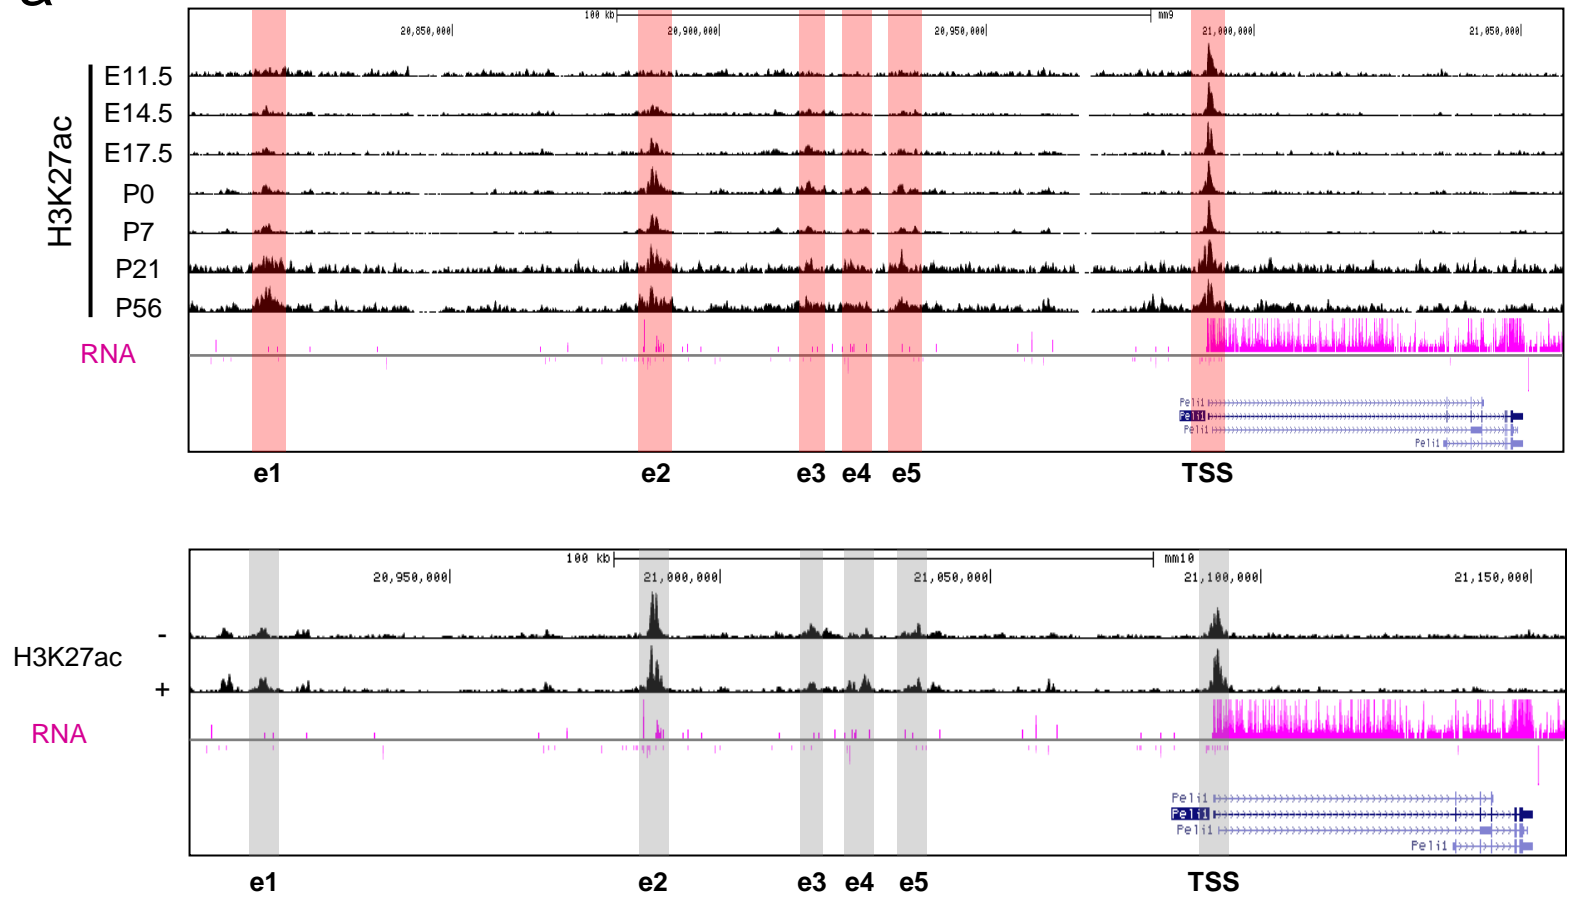 a
100 kb
mm9
20,850,000|
20,900,000|
20,950,000|
21,000,000|
21,050,000|
H3K27ac
E11.5
E14.5
E17.5
P0
P7
P21
P56
RNA
Peli1
Peli1
Peli1
Peli1
e1 e2 e3 e4 e5 TSS
100 kb
mm10
20,950,000|
21,000,000|
21,050,000|
21,100,000|
21,150,000|
H3K27ac
-
+
RNA
Peli1
Peli1
Peli1
Peli1
e1 e2 e3 e4 e5 TSS